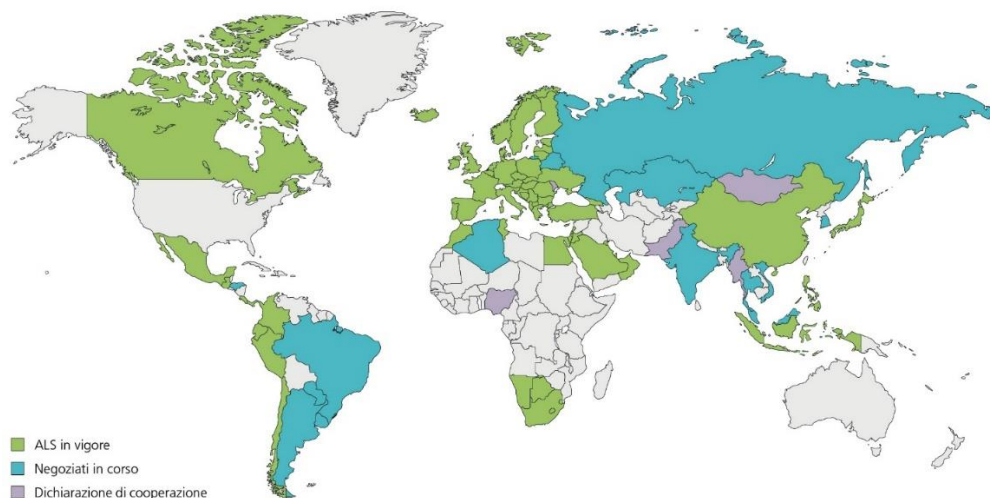 ALS in vigore
Negoziati in corso
Dichiarazione di cooperazione